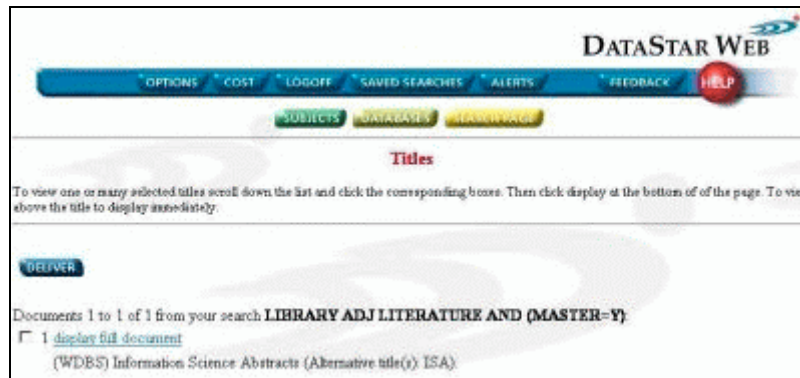 DATASTAR WEB
OPTIONS COST LOGOFF SAVED SEARCHES ALERTS FEEDBACK HELP
SUBJECTS DATABASES SEARCH PAGE
Titles
To view one or many selected titles scroll down the list and click the corresponding boxes. Then click display at the bottom of of the page. To vie
above the title to display immediately.
DELIVER
Documents 1 to 1 of 1 from your search LIBRARY ADJ LITERATURE AND (MASTER=Y):
1 display full document
(WDBS) Information Science Abstracts (Alternative title(s): ISA).